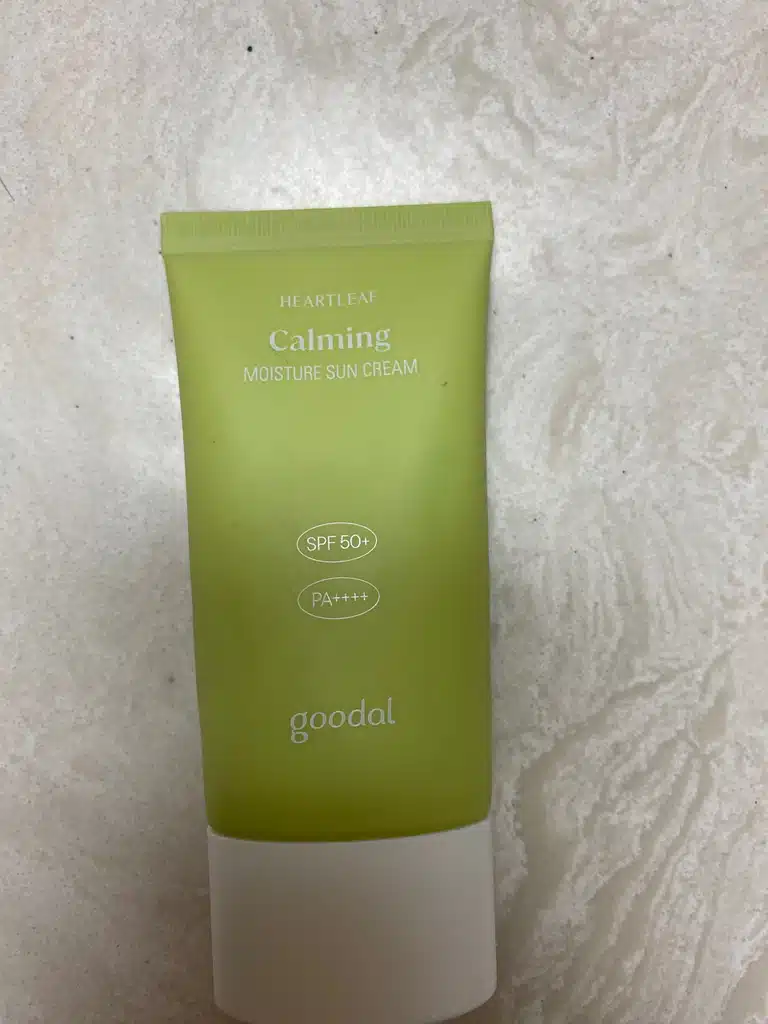 HEARTLEAF
Calming
MOISTURE SUN CREAM
SPF 50+
PA++++
goodal